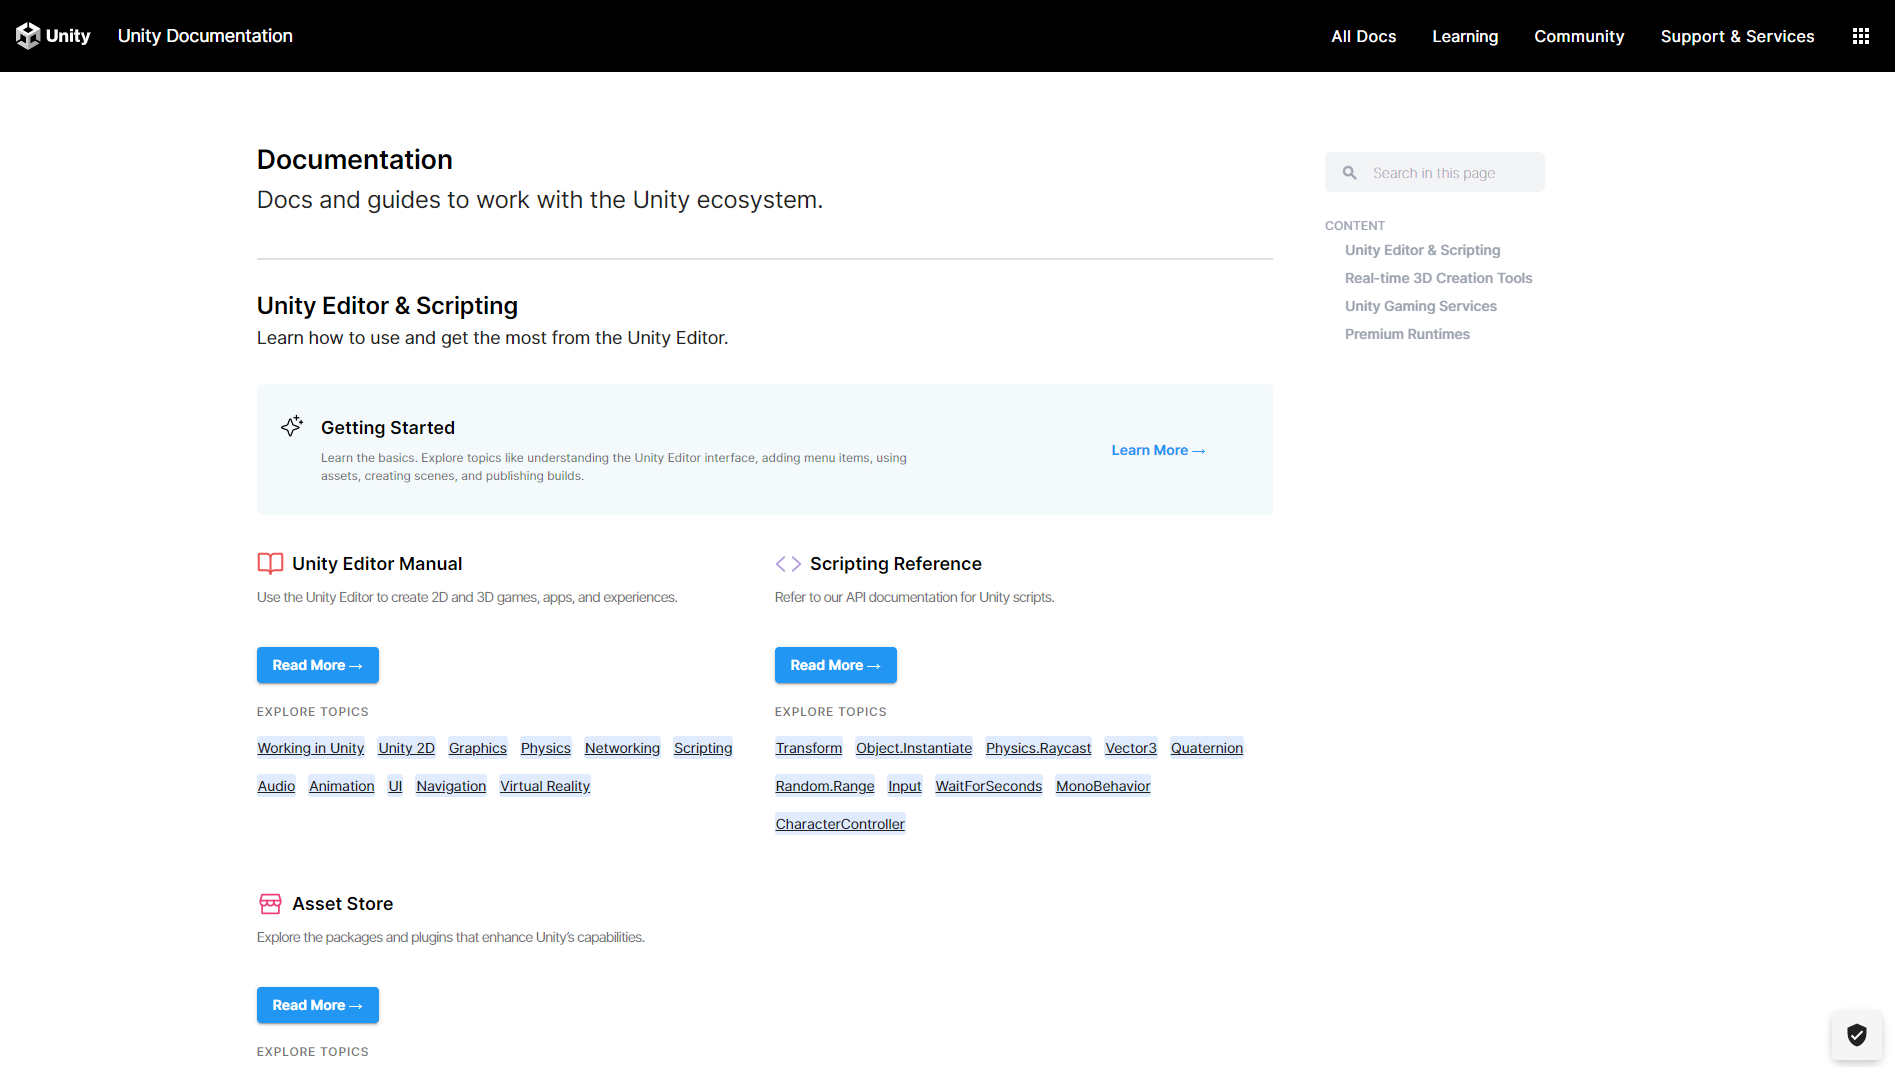 Unity Unity Documentation All Docs Learning Community Support & Services
Documentation
Docs and guides to work with the Unity ecosystem.
Search in this page
CONTENT
Unity Editor & Scripting
Real-time 3D Creation Tools
Unity Gaming Services
Premium Runtimes
Unity Editor & Scripting
Learn how to use and get the most from the Unity Editor.
Getting Started
Learn the basics. Explore topics like understanding the Unity Editor interface, adding menu items, using
assets, creating scenes, and publishing builds.
Learn More →
Unity Editor Manual
Use the Unity Editor to create 2D and 3D games, apps, and experiences.
Read More →
EXPLORE TOPICS
Working in Unity Unity 2D Graphics Physics Networking Scripting
Audio Animation UI Navigation Virtual Reality
Scripting Reference
Refer to our API documentation for Unity scripts.
Read More →
EXPLORE TOPICS
Transform Object.Instantiate Physics.Raycast Vector3 Quaternion
Random.Range Input WaitForSeconds MonoBehavior
CharacterController
Asset Store
Explore the packages and plugins that enhance Unity's capabilities.
Read More →
EXPLORE TOPICS